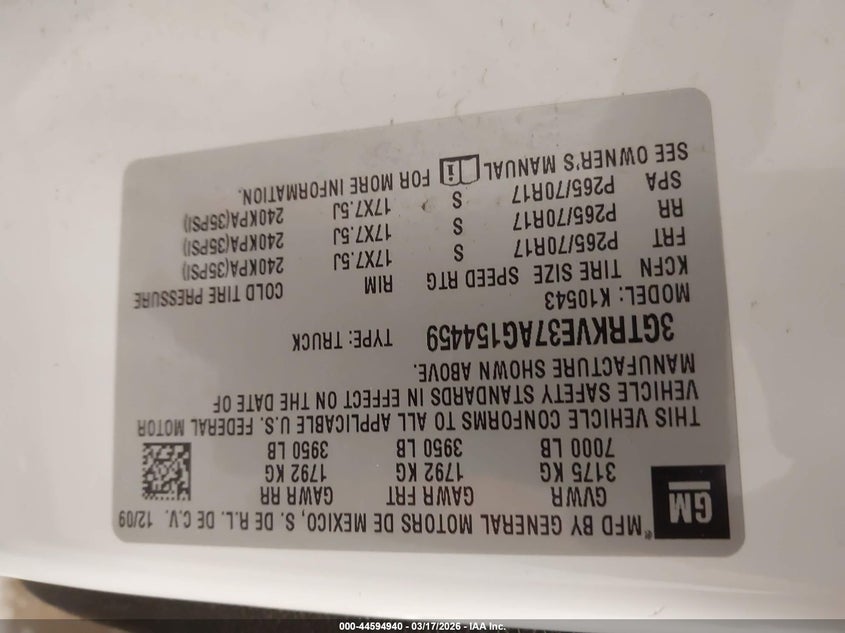 GM
*MFD BY GENERAL MOTORS DE MEXICO, S. DE R.L. DE C.V. 12/09
GVWR GAWR FRT GAWR RR
3175 KG 1792 KG 1792 KG
7000 LB 3950 LB 3950 LB
THIS VEHICLE CONFORMS TO ALL APPLICABLE U.S. FEDERAL MOTOR
VEHICLE SAFETY STANDARDS IN EFFECT ON THE DATE OF
MANUFACTURE SHOWN ABOVE.
3GTRKVE37AG154459 TYPE: TRUCK
MODEL: K10543
KCFN TIRE SIZE SPEED RTG RIM COLD TIRE PRESSURE
FRT P265/70R17 S 17X7.5J 240KPA(35PSI)
RR P265/70R17 S 17X7.5J 240KPA(35PSI)
SPA P265/70R17 S 17X7.5J 240KPA(35PSI)
SEE OWNER'S MANUAL i FOR MORE INFORMATION.
000-44594940 - 03/17/2026 - IAA Inc.